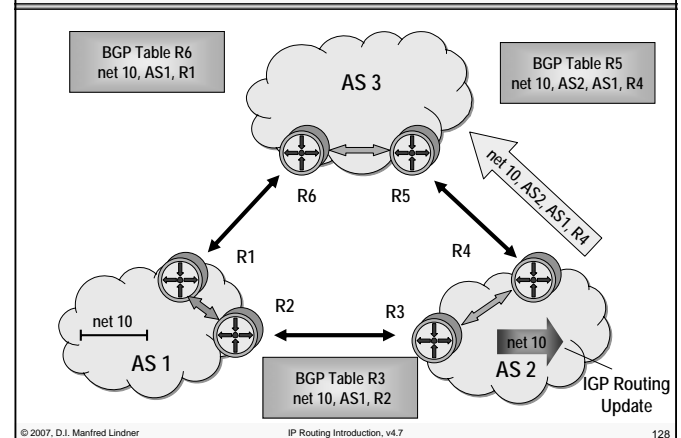 BGP Table R6
net 10, AS1, R1
AS 3
BGP Table R5
net 10, AS2, AS1, R4
R6
R5
net 10, AS2, AS1, R4
R1
R4
R2
R3
net 10
AS 1
net 10
AS 2
BGP Table R3
net 10, AS1, R2
IGP Routing
Update
© 2007, D.I. Manfred Lindner
IP Routing Introduction, v4.7
128